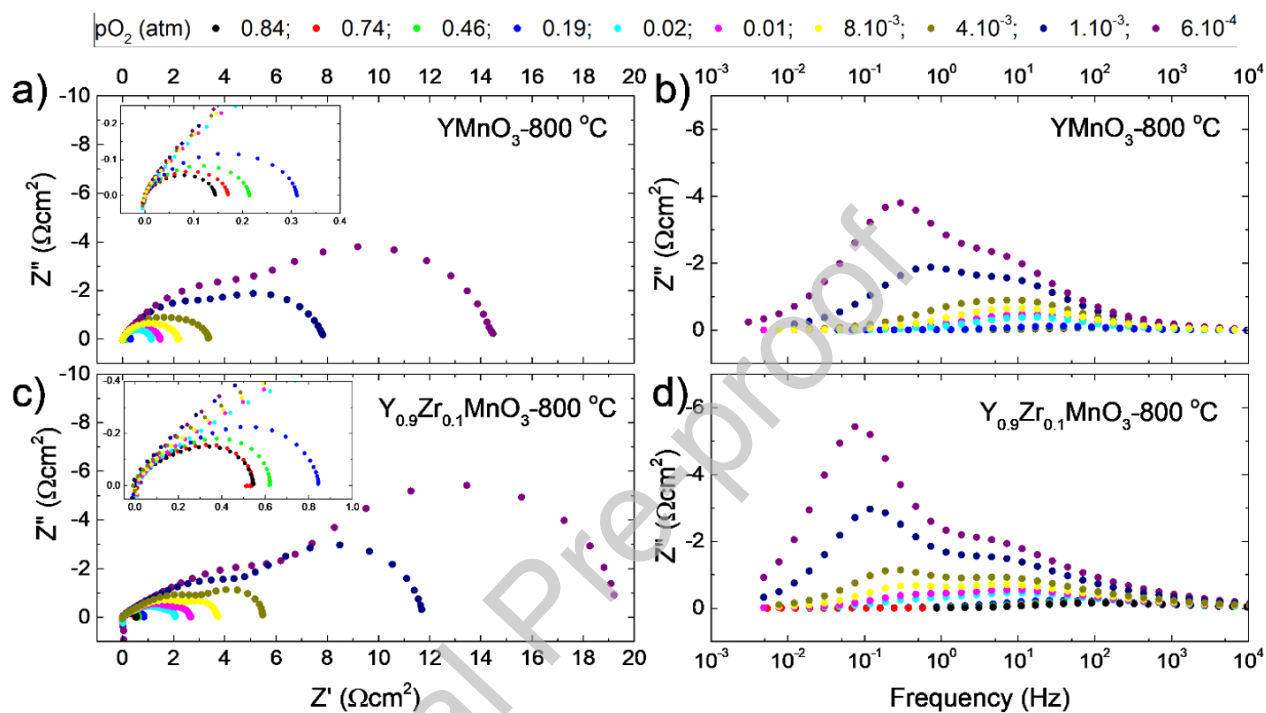 pO₂ (atm) • 0.84; • 0.74; • 0.46; • 0.19; • 0.02; • 0.01; • 8.10⁻³; • 4.10⁻³; • 1.10⁻³; • 6.10⁻⁴
0 2 4 6 8 10 12 14 16 18 20
10⁻³ 10⁻² 10⁻¹ 10⁰ 10¹ 10² 10³ 10⁴
a)
-10
-8
-6
-4
-2
0
Z'' (Ωcm²)
YMnO₃-800 °C
-0.2
-0.1
0.0
0.0 0.1 0.2 0.3 0.4
b)
-6
-4
-2
0
Z'' (Ωcm²)
YMnO₃-800 °C
c)
-10
-8
-6
-4
-2
0
Z'' (Ωcm²)
Y₀.₉Zr₀.₁MnO₃-800 °C
-0.4
-0.2
0.0
0.0 0.2 0.4 0.6 0.8 1.0
0 2 4 6 8 10 12 14 16 18 20
Z' (Ωcm²)
d)
-6
-4
-2
0
Z'' (Ωcm²)
Y₀.₉Zr₀.₁MnO₃-800 °C
10⁻³ 10⁻² 10⁻¹ 10⁰ 10¹ 10² 10³ 10⁴
Frequency (Hz)
al Pre-proof